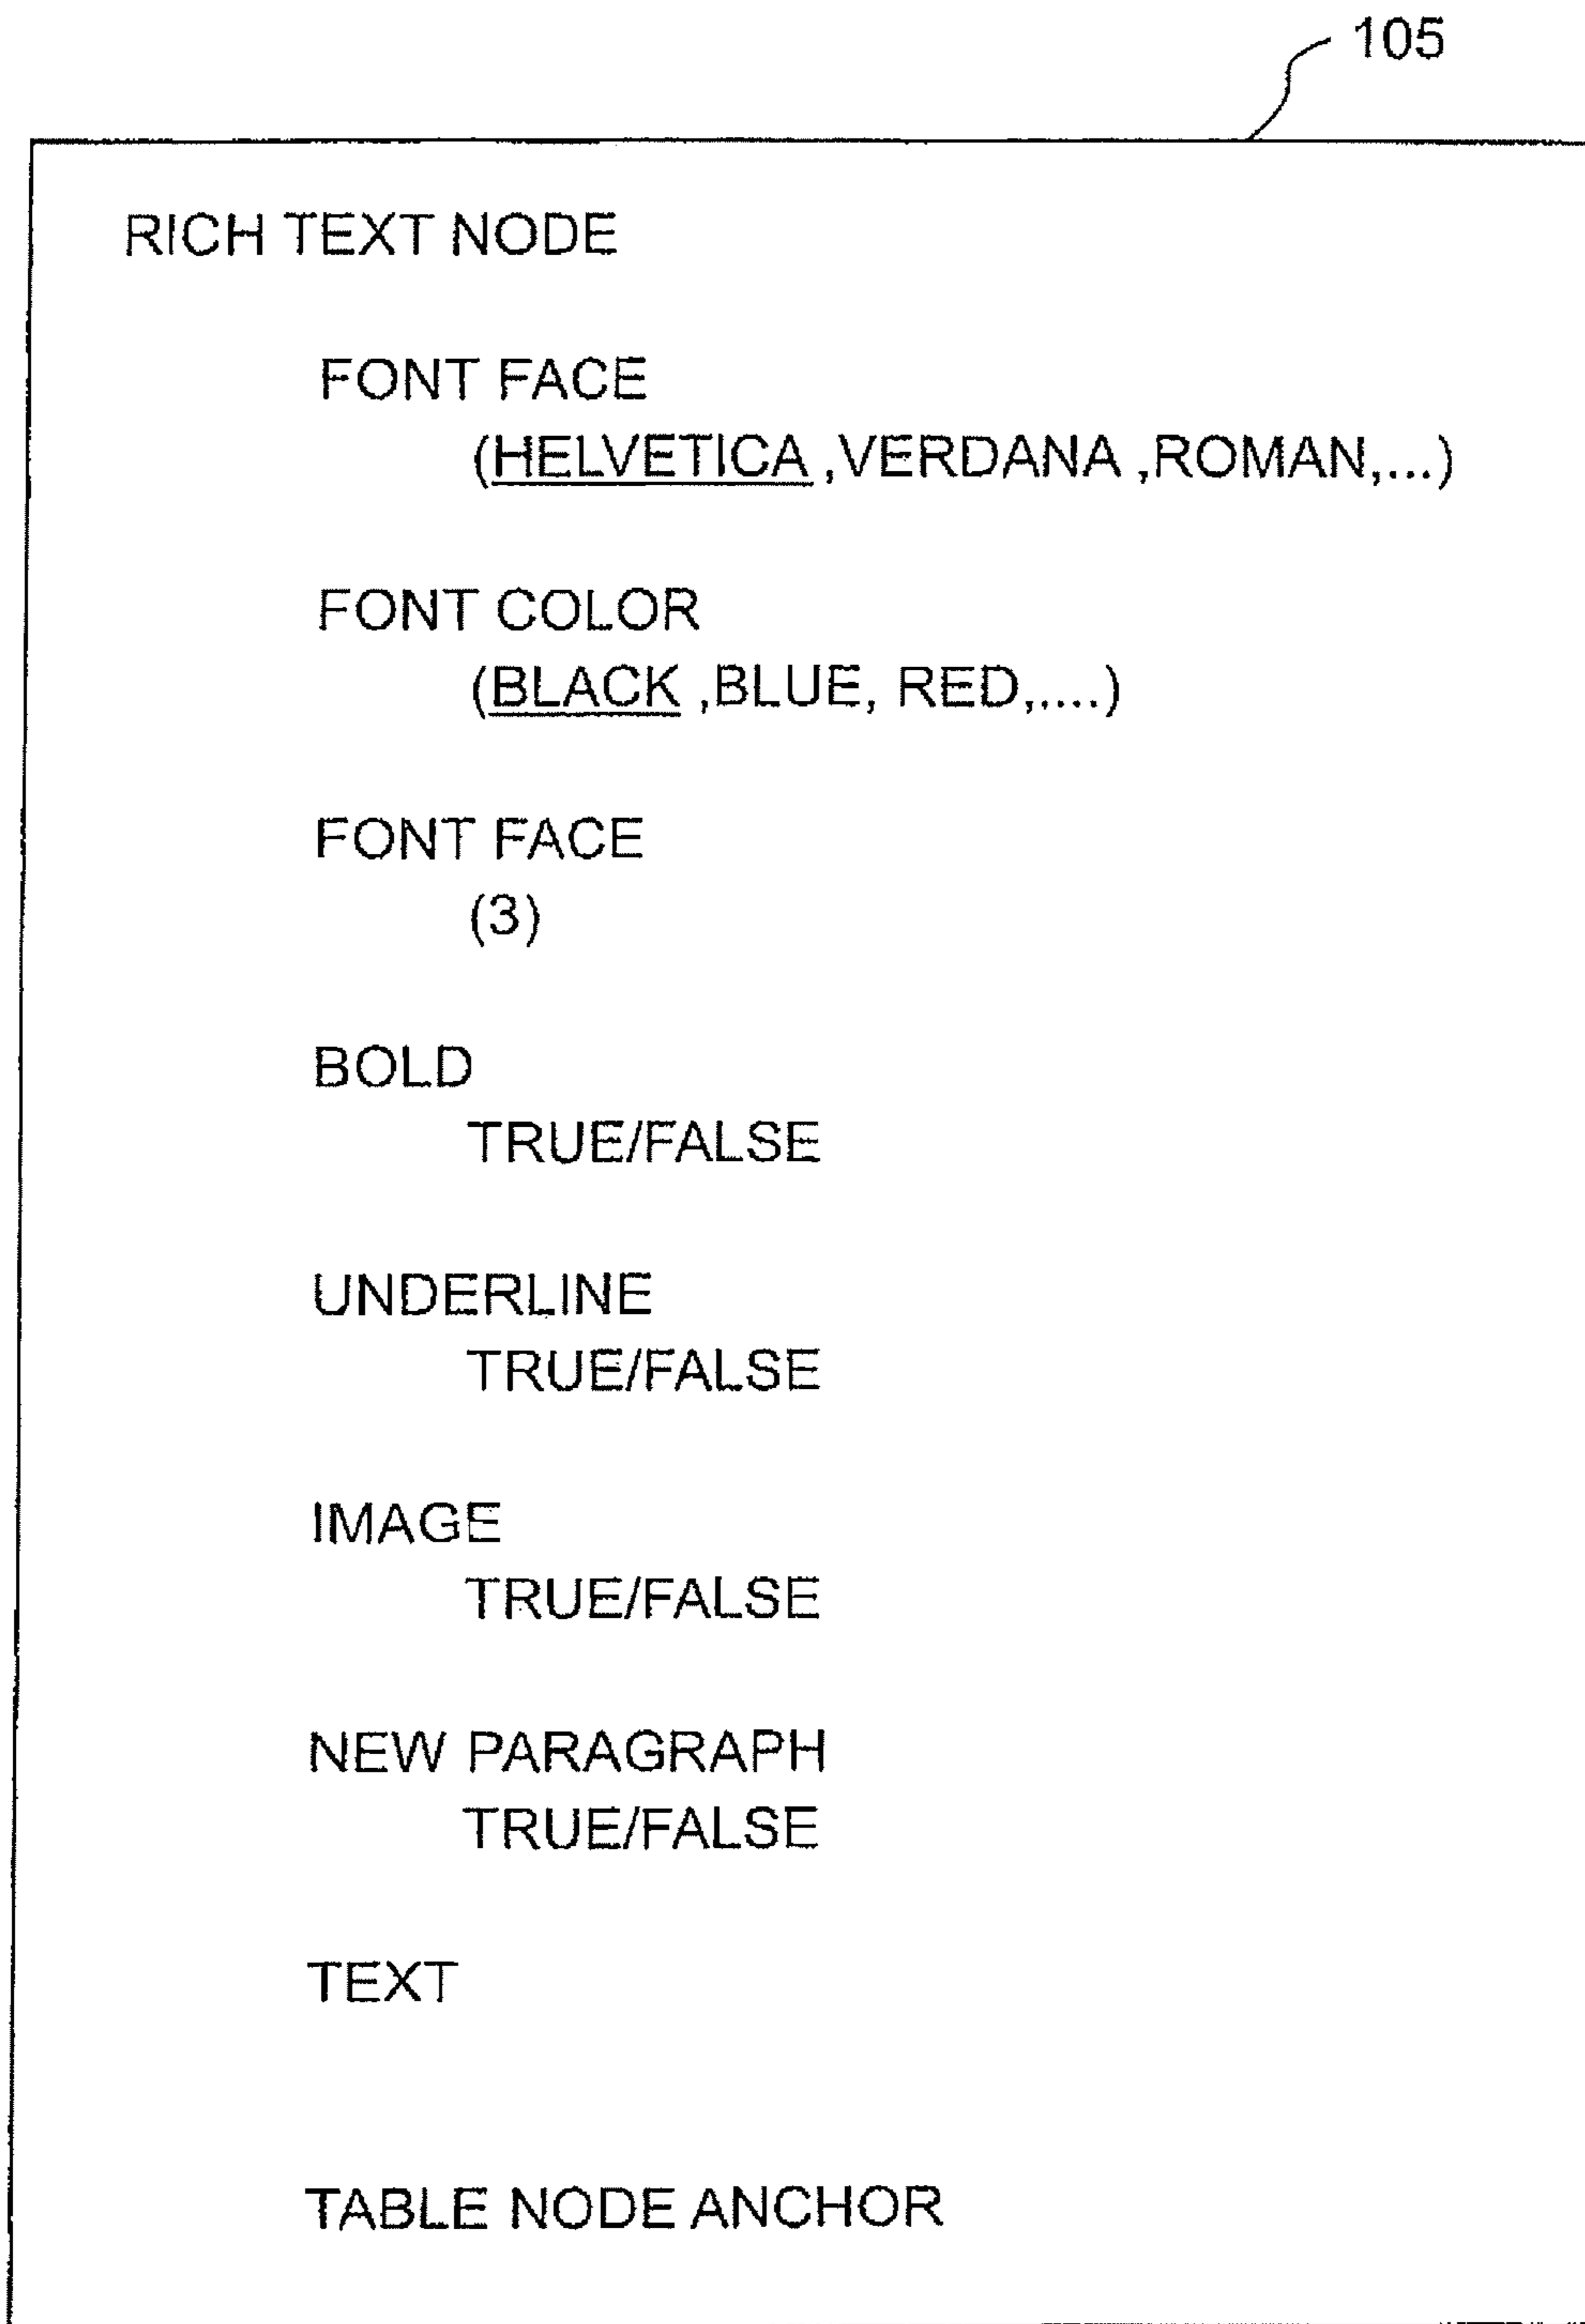 105
RICH TEXT NODE
FONT FACE
(HELVETICA ,VERDANA ,ROMAN,...)
FONT COLOR
(BLACK ,BLUE, RED,....)
FONT FACE
(3)
BOLD
TRUE/FALSE
UNDERLINE
TRUE/FALSE
IMAGE
TRUE/FALSE
NEW PARAGRAPH
TRUE/FALSE
TEXT
TABLE NODE ANCHOR